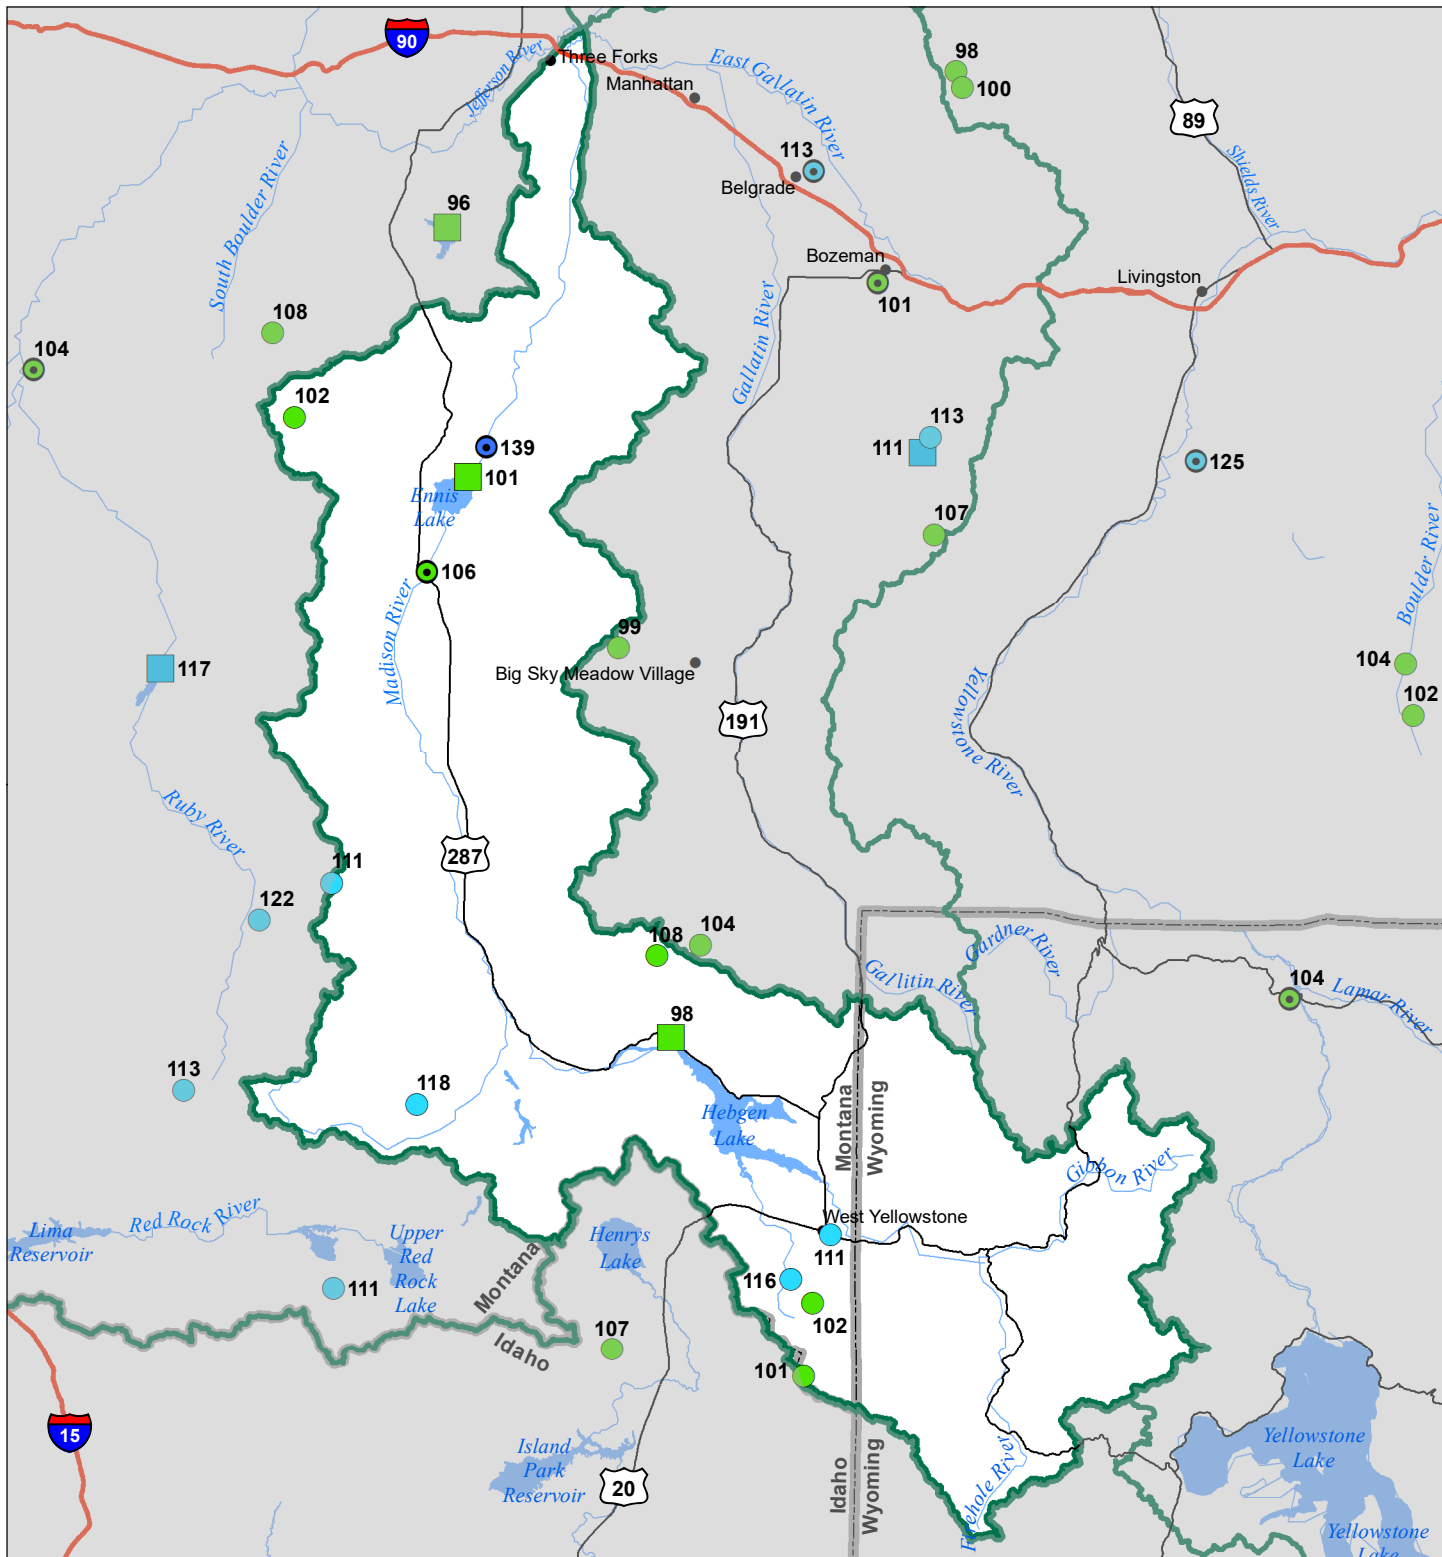 90
Jefferson River
Three Forks
Manhattan
East Gallatin River
98
100
89
113
Belgrade
Shields River
South Boulder River
96
Bozeman
101
Livingston
Gallatin River
108
104
102
139
101
Ennis
Lake
113
111
125
107
Boulder River
106
Madison River
99
Big Sky Meadow Village
104
102
117
191
Yellowstone River
Ruby River
287
111
122
108
104
Gallitin River
Gardner River
104
Lamar River
98
113
118
Hebgen
Lake
Montana
Wyoming
Gibbon River
Lima
Reservoir
Red Rock River
Upper
Red
Rock
Lake
Henrys
Lake
West Yellowstone
111
116
102
111
Montana
Idaho
107
101
15
Island
Park
Reservoir
20
Idaho
Wyoming
Firehole River
Yellowstone
Lake
Yellowstone
Lake